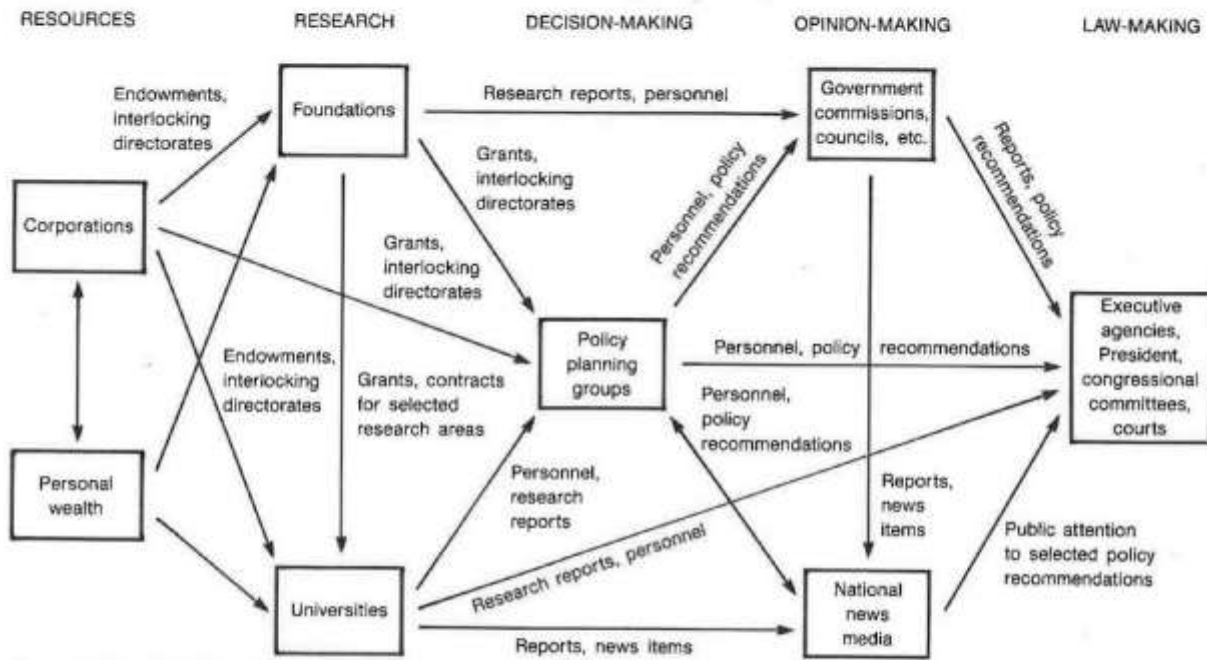 RESOURCES
RESEARCH
DECISION-MAKING
OPINION-MAKING
LAW-MAKING
Endowments,
interlocking
directorates
Foundations
Research reports, personnel
Government
commissions,
councils, etc.
Grants,
interlocking
directorates
Personnel, policy
recommendations
Reports, policy
recommendations
Corporations
Grants,
interlocking
directorates
Endowments,
interlocking
directorates
Grants, contracts
for selected
research areas
Policy
planning
groups
Personnel, policy recommendations
Executive
agencies,
President,
congressional
committees,
courts
Personnel,
policy
recommendations
Personal
wealth
Personnel,
research
reports
Reports,
news
items
Public attention
to selected policy
recommendations
Research reports, personnel
Universities
Reports, news items
National
news
media